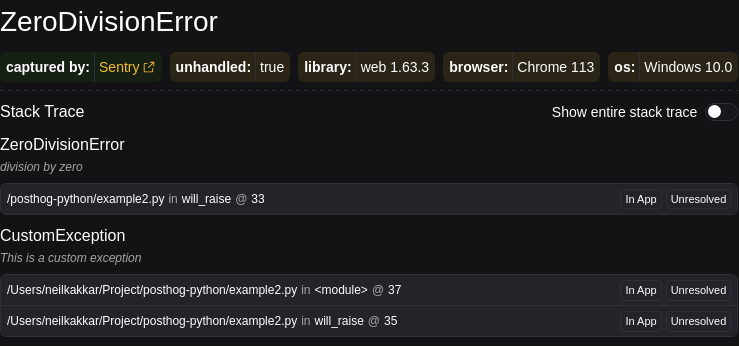 ZeroDivisionError
captured by: Sentry unhandled: true library: web 1.63.3 browser: Chrome 113 os: Windows 10.0
Stack Trace Show entire stack trace
ZeroDivisionError
division by zero
/posthog-python/example2.py in will_raise @ 33 In App Unresolved
CustomException
This is a custom exception
/Users/neilkakkar/Project/posthog-python/example2.py in <module> @ 37 In App Unresolved
/Users/neilkakkar/Project/posthog-python/example2.py in will_raise @ 35 In App Unresolved